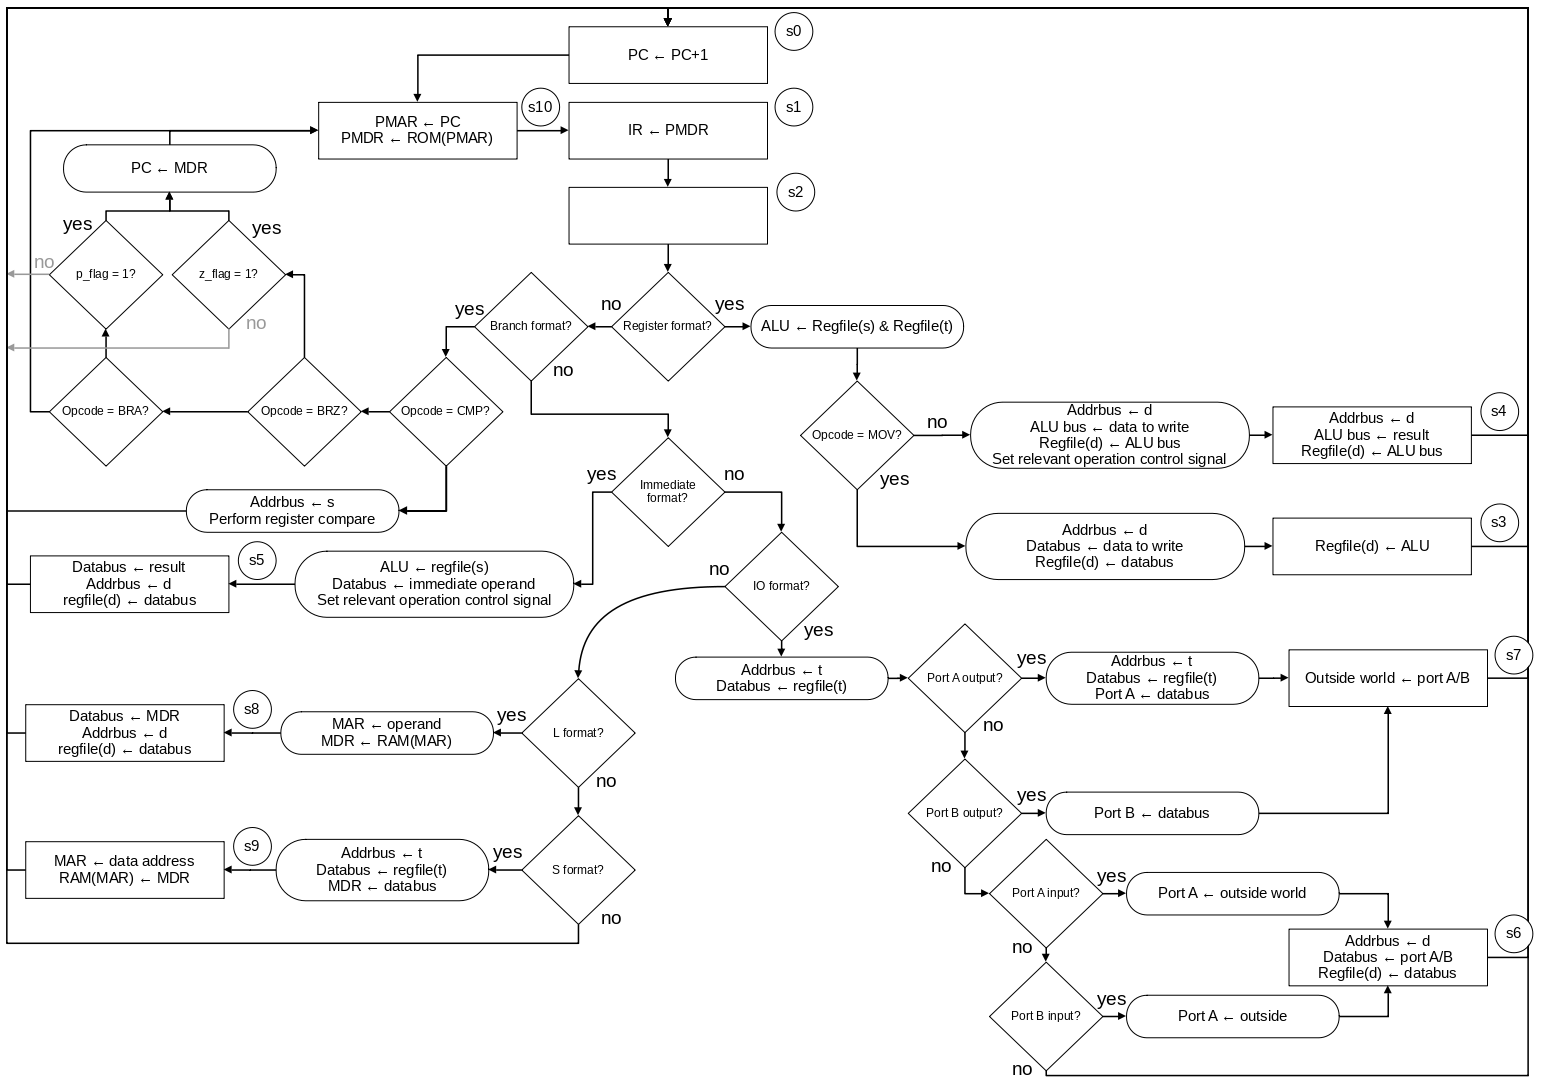 s0
PC ← PC+1
PMAR ← PC
PMDR ← ROM(PMAR)
s10
IR ← PMDR
s1
s2
PC ← MDR
yes
yes
no
p_flag = 1?
z_flag = 1?
no
yes
Branch format?
no
Register format?
yes
ALU ← Regfile(s) & Regfile(t)
no
Opcode = BRA?
Opcode = BRZ?
Opcode = CMP?
Opcode = MOV?
no
yes
Addrbus ← d
ALU bus ← data to write
Regfile(d) ← ALU bus
Set relevant operation control signal
Addrbus ← d
ALU bus ← result
Regfile(d) ← ALU bus
s4
Addrbus ← s
Perform register compare
yes
Immediate
format?
no
Addrbus ← d
Databus ← data to write
Regfile(d) ← databus
Regfile(d) ← ALU
s3
Databus ← result
Addrbus ← d
regfile(d) ← databus
s5
ALU ← regfile(s)
Databus ← immediate operand
Set relevant operation control signal
no
IO format?
yes
Addrbus ← t
Databus ← regfile(t)
Port A output?
yes
no
Addrbus ← t
Databus ← regfile(t)
Port A ← databus
Outside world ← port A/B
s7
Databus ← MDR
Addrbus ← d
regfile(d) ← databus
s8
MAR ← operand
MDR ← RAM(MAR)
yes
L format?
no
Port B output?
yes
no
Port B ← databus
MAR ← data address
RAM(MAR) ← MDR
s9
Addrbus ← t
Databus ← regfile(t)
MDR ← databus
yes
S format?
no
Port A input?
yes
no
Port A ← outside world
Addrbus ← d
Databus ← port A/B
Regfile(d) ← databus
s6
Port B input?
yes
no
Port A ← outside